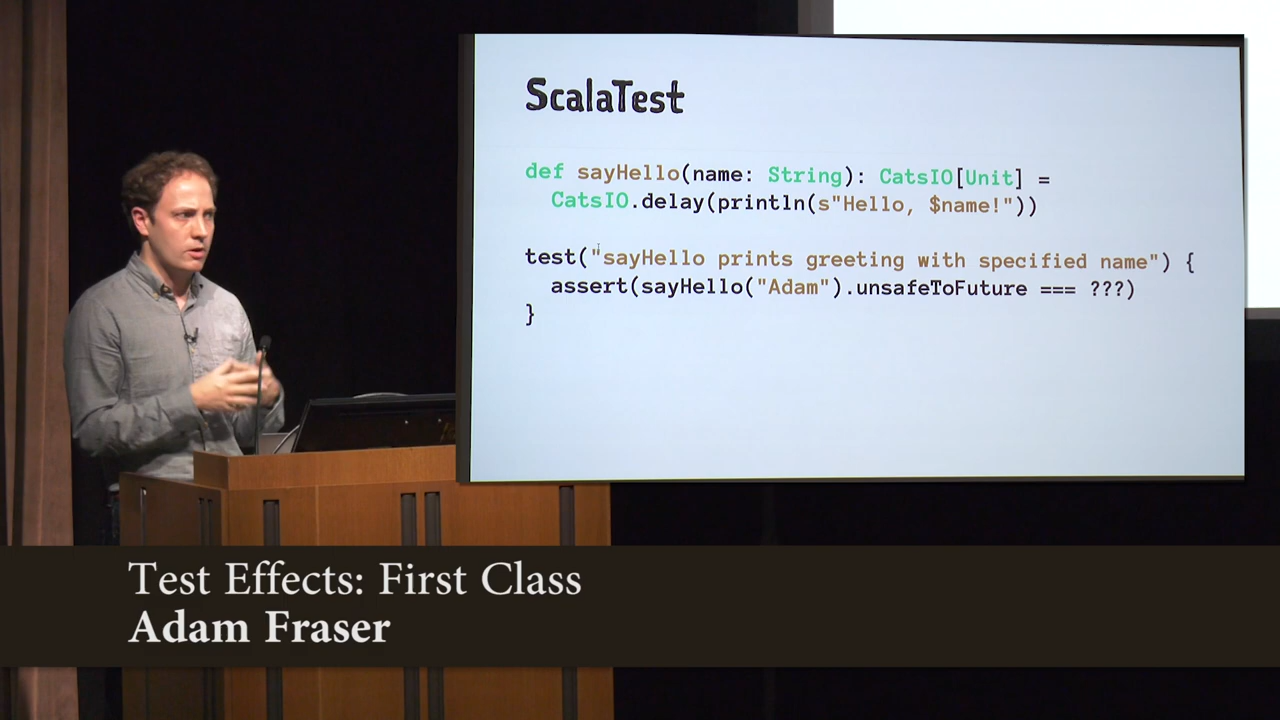 ScalaTest
def sayHello(name: String): CatsIO[Unit] =
CatsIO.delay(println(s"Hello, $name!"))
test("sayHello prints greeting with specified name") {
assert(sayHello("Adam").unsafeToFuture === ???)
}
Test Effects: First Class
Adam Fraser